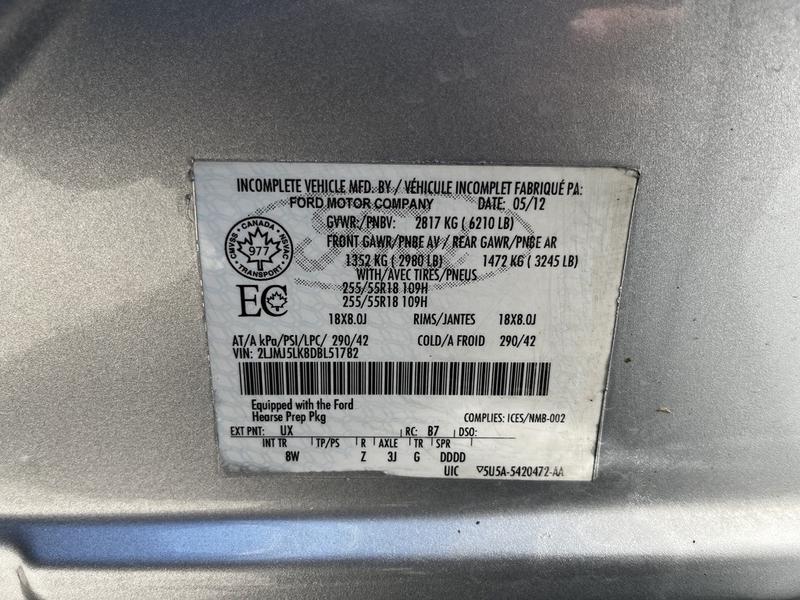 INCOMPLETE VEHICLE MFD. BY / VÉHICULE INCOMPLET FABRIQUÉ PA:
FORD MOTOR COMPANY DATE: 05/12
GVWR:/PNBV: 2817 KG ( 6210 LB)
FRONT GAWR/PNBE AV / REAR GAWR/PNBE AR
1352 KG ( 2980 LB) 1472 KG ( 3245 LB)
WITH/AVEC TIRES/PNEUS
255/55R18 109H
255/55R18 109H
18X8.0J RIMS/JANTES 18X8.0J
AT/A kPa/PSI/LPC/ 290/42 COLD/A FROID 290/42
VIN: 2LJMJ5LK8DBL51782
CANADA
CMVSS 977 NSVAC
TRANSPORT
EC
Equipped with the Ford
Hearse Prep Pkg COMPLIES: ICES/NMB-002
EXT PNT: UX RC: B7 DSO:
INT TR TP/PS R AXLE TR SPR
8W Z 3J G DDDD
UIC ▽5U5A-5420472-AA